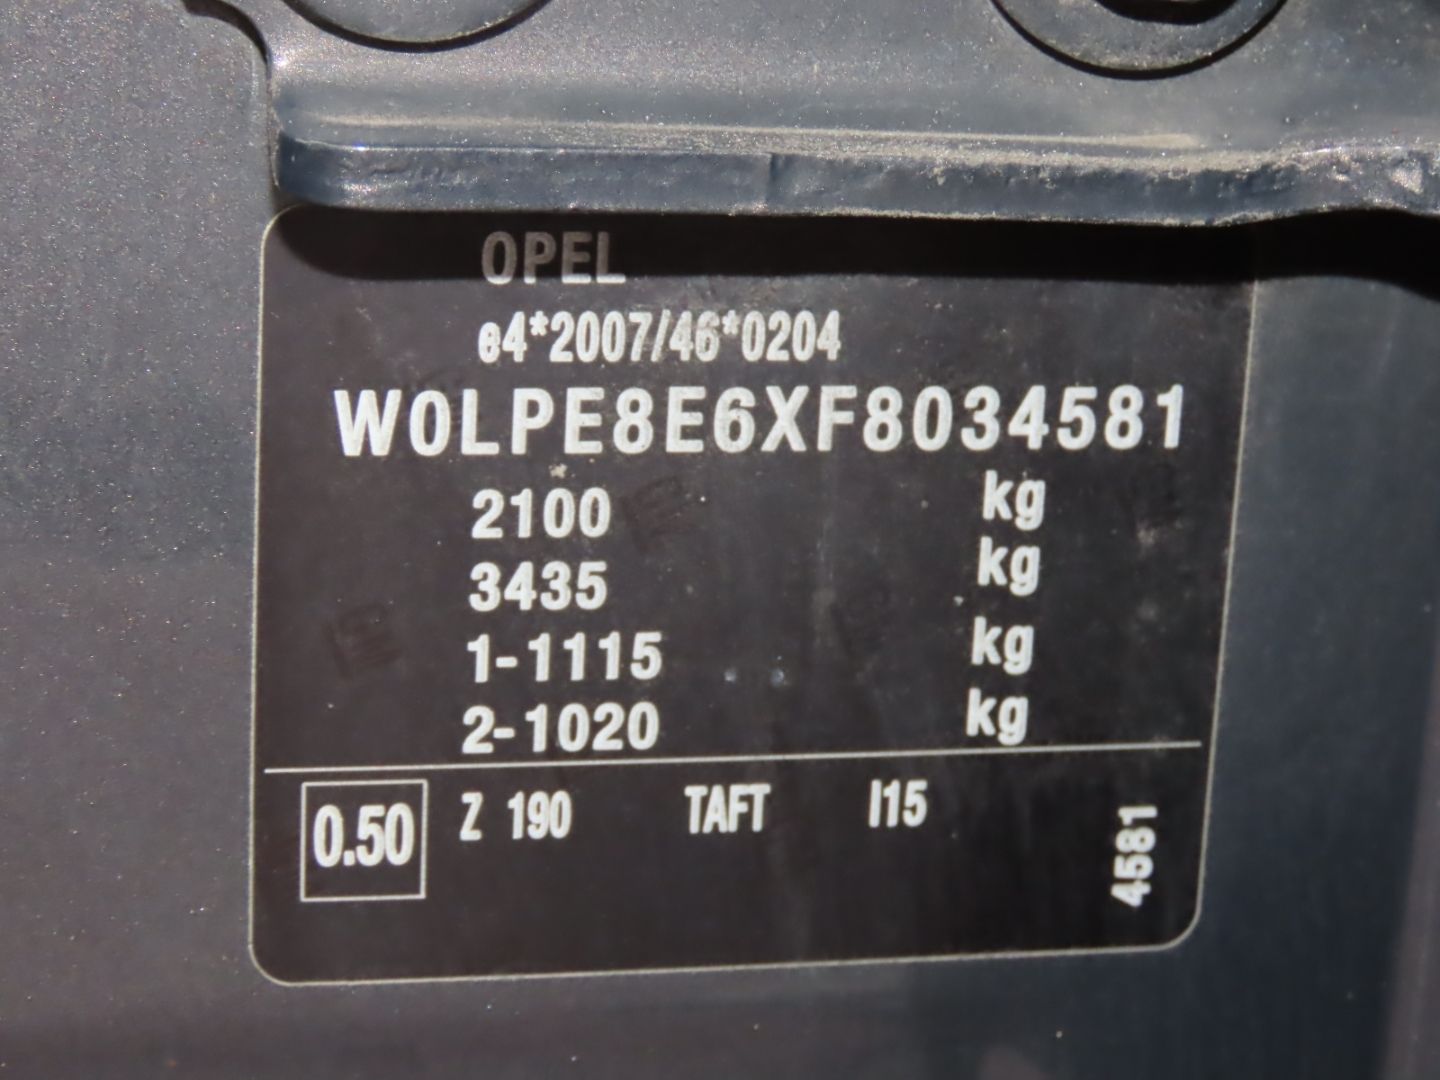 OPEL
e4*2007/46*0204
W0LPE8E6XF8034581
2100 kg
3435 kg
1-1115 kg
2-1020 kg
0.50 Z 190 TAFT I15
4581